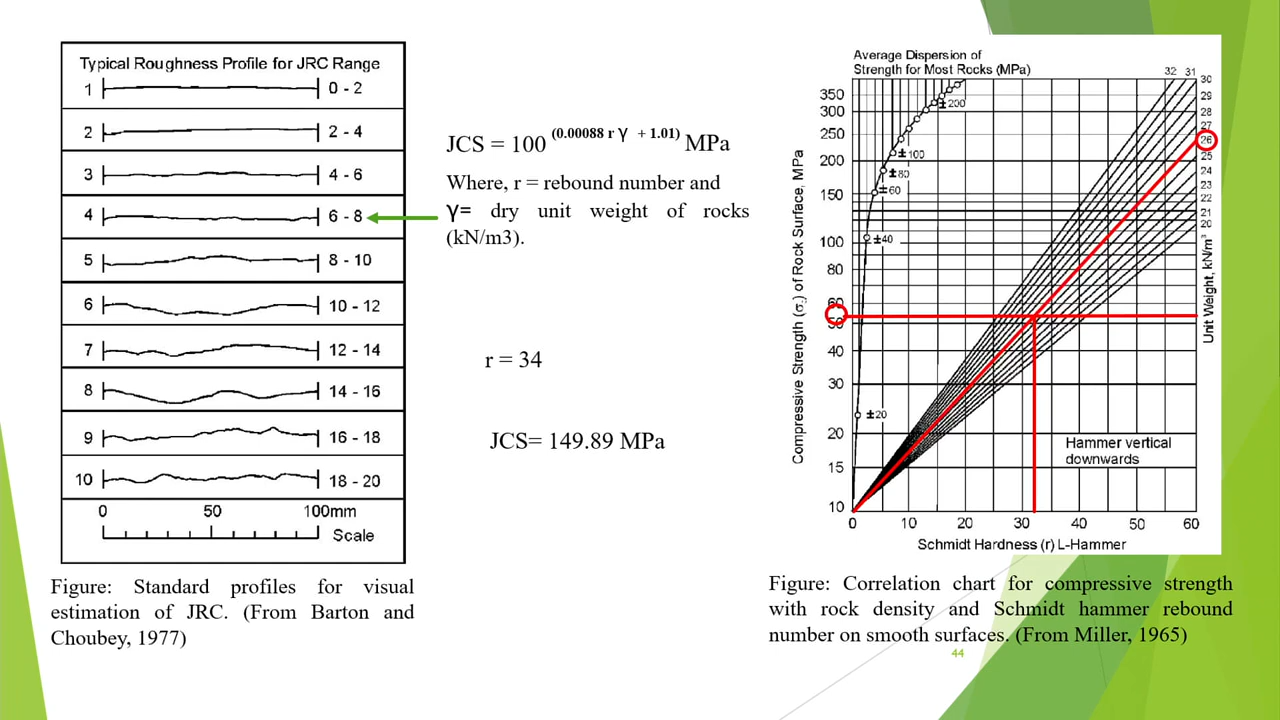 Typical Roughness Profile for JRC Range
1 0 - 2
2 2 - 4
3 4 - 6
4 6 - 8
5 8 - 10
6 10 - 12
7 12 - 14
8 14 - 16
9 16 - 18
10 18 - 20
0 50 100mm
Scale
Figure: Standard profiles for visual
estimation of JRC. (From Barton and
Choubey, 1977)
JCS = 100 (0.00088 r γ + 1.01) MPa
Where, r = rebound number and
γ= dry unit weight of rocks
(kN/m3).
r = 34
JCS= 149.89 MPa
Average Dispersion of
Strength for Most Rocks (MPa)
32 31 30
29
28
27
26
25
24
23
22
21
20
Unit Weight, kN/m³
Compressive Strength (σc) of Rock Surface, MPa
350
300
250
200
150
100
80
60
50
40
30
20
15
10
±200
±100
±80
±60
±40
±20
Hammer vertical
downwards
0 10 20 30 40 50 60
Schmidt Hardness (r) L-Hammer
Figure: Correlation chart for compressive strength
with rock density and Schmidt hammer rebound
number on smooth surfaces. (From Miller, 1965)
44